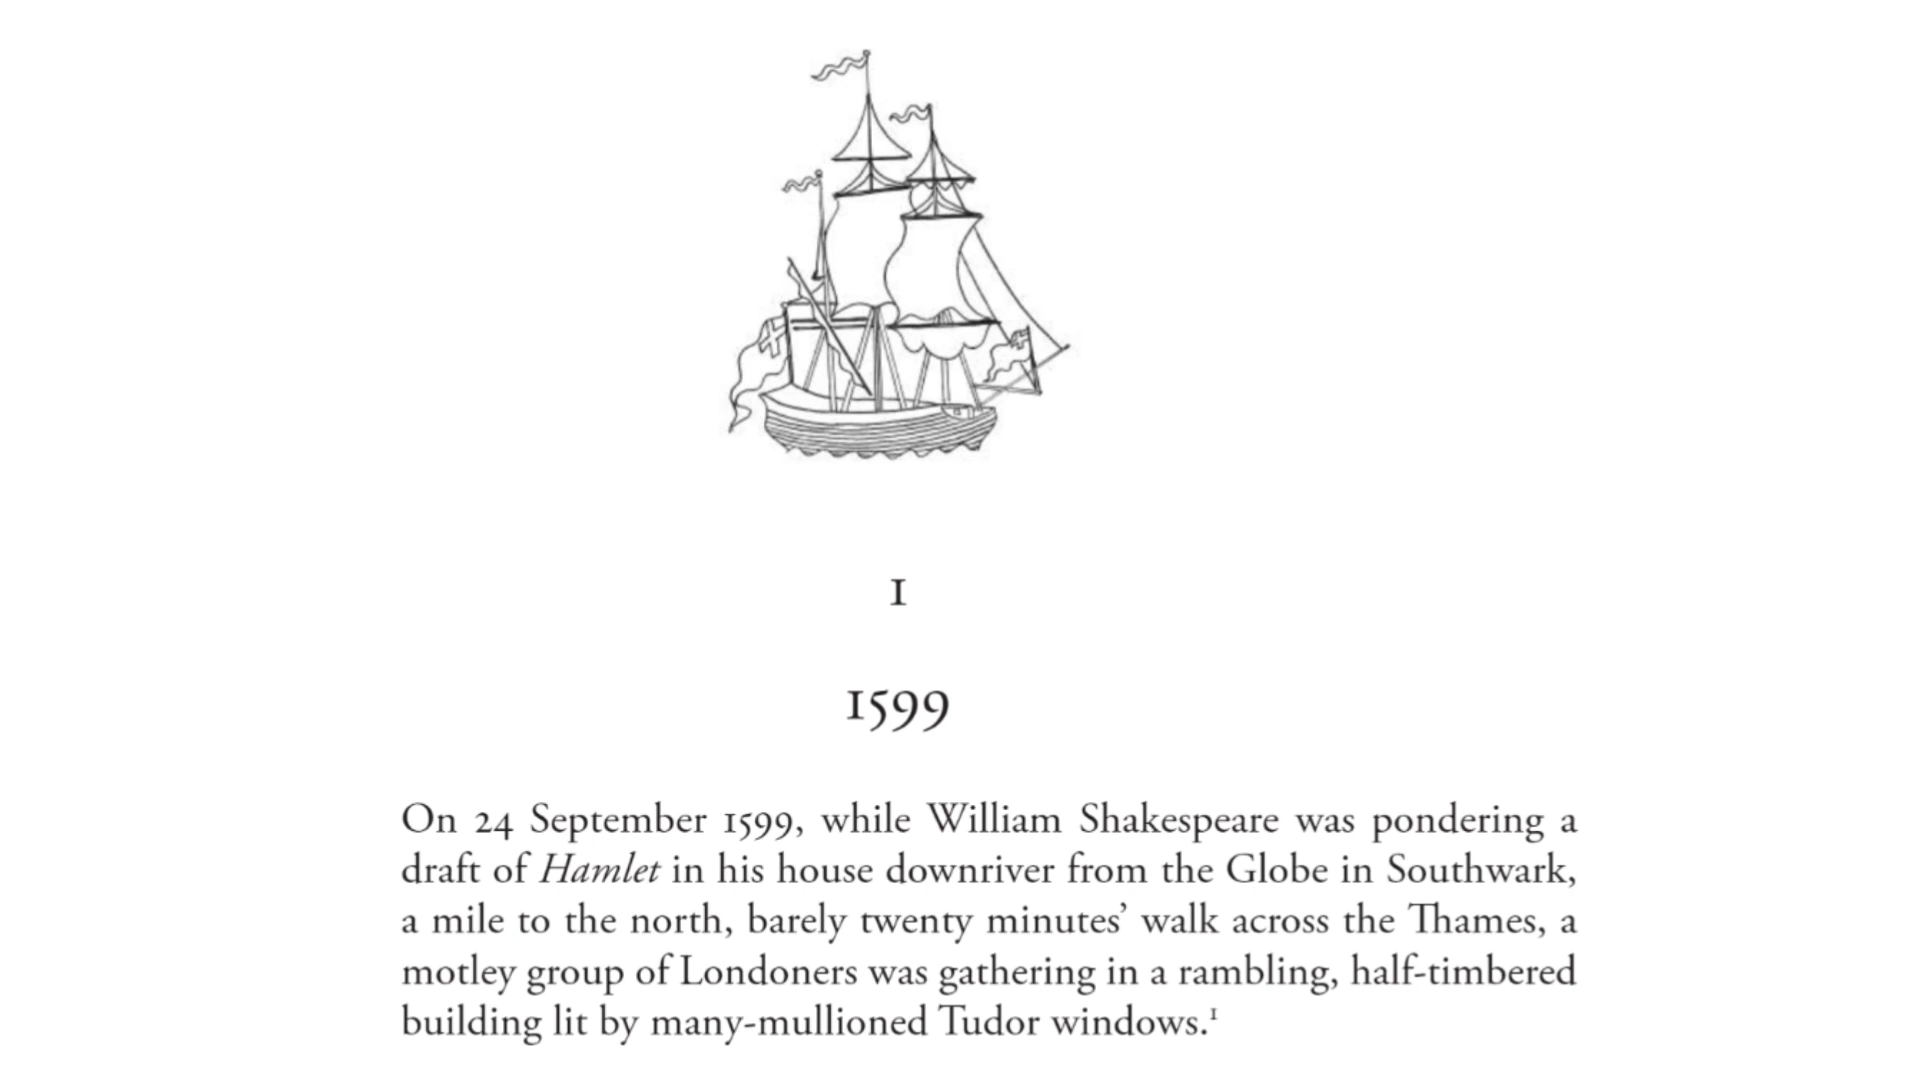 1
1599
On 24 September 1599, while William Shakespeare was pondering a
draft of Hamlet in his house downriver from the Globe in Southwark,
a mile to the north, barely twenty minutes’ walk across the Thames, a
motley group of Londoners was gathering in a rambling, half-timbered
building lit by many-mullioned Tudor windows.¹